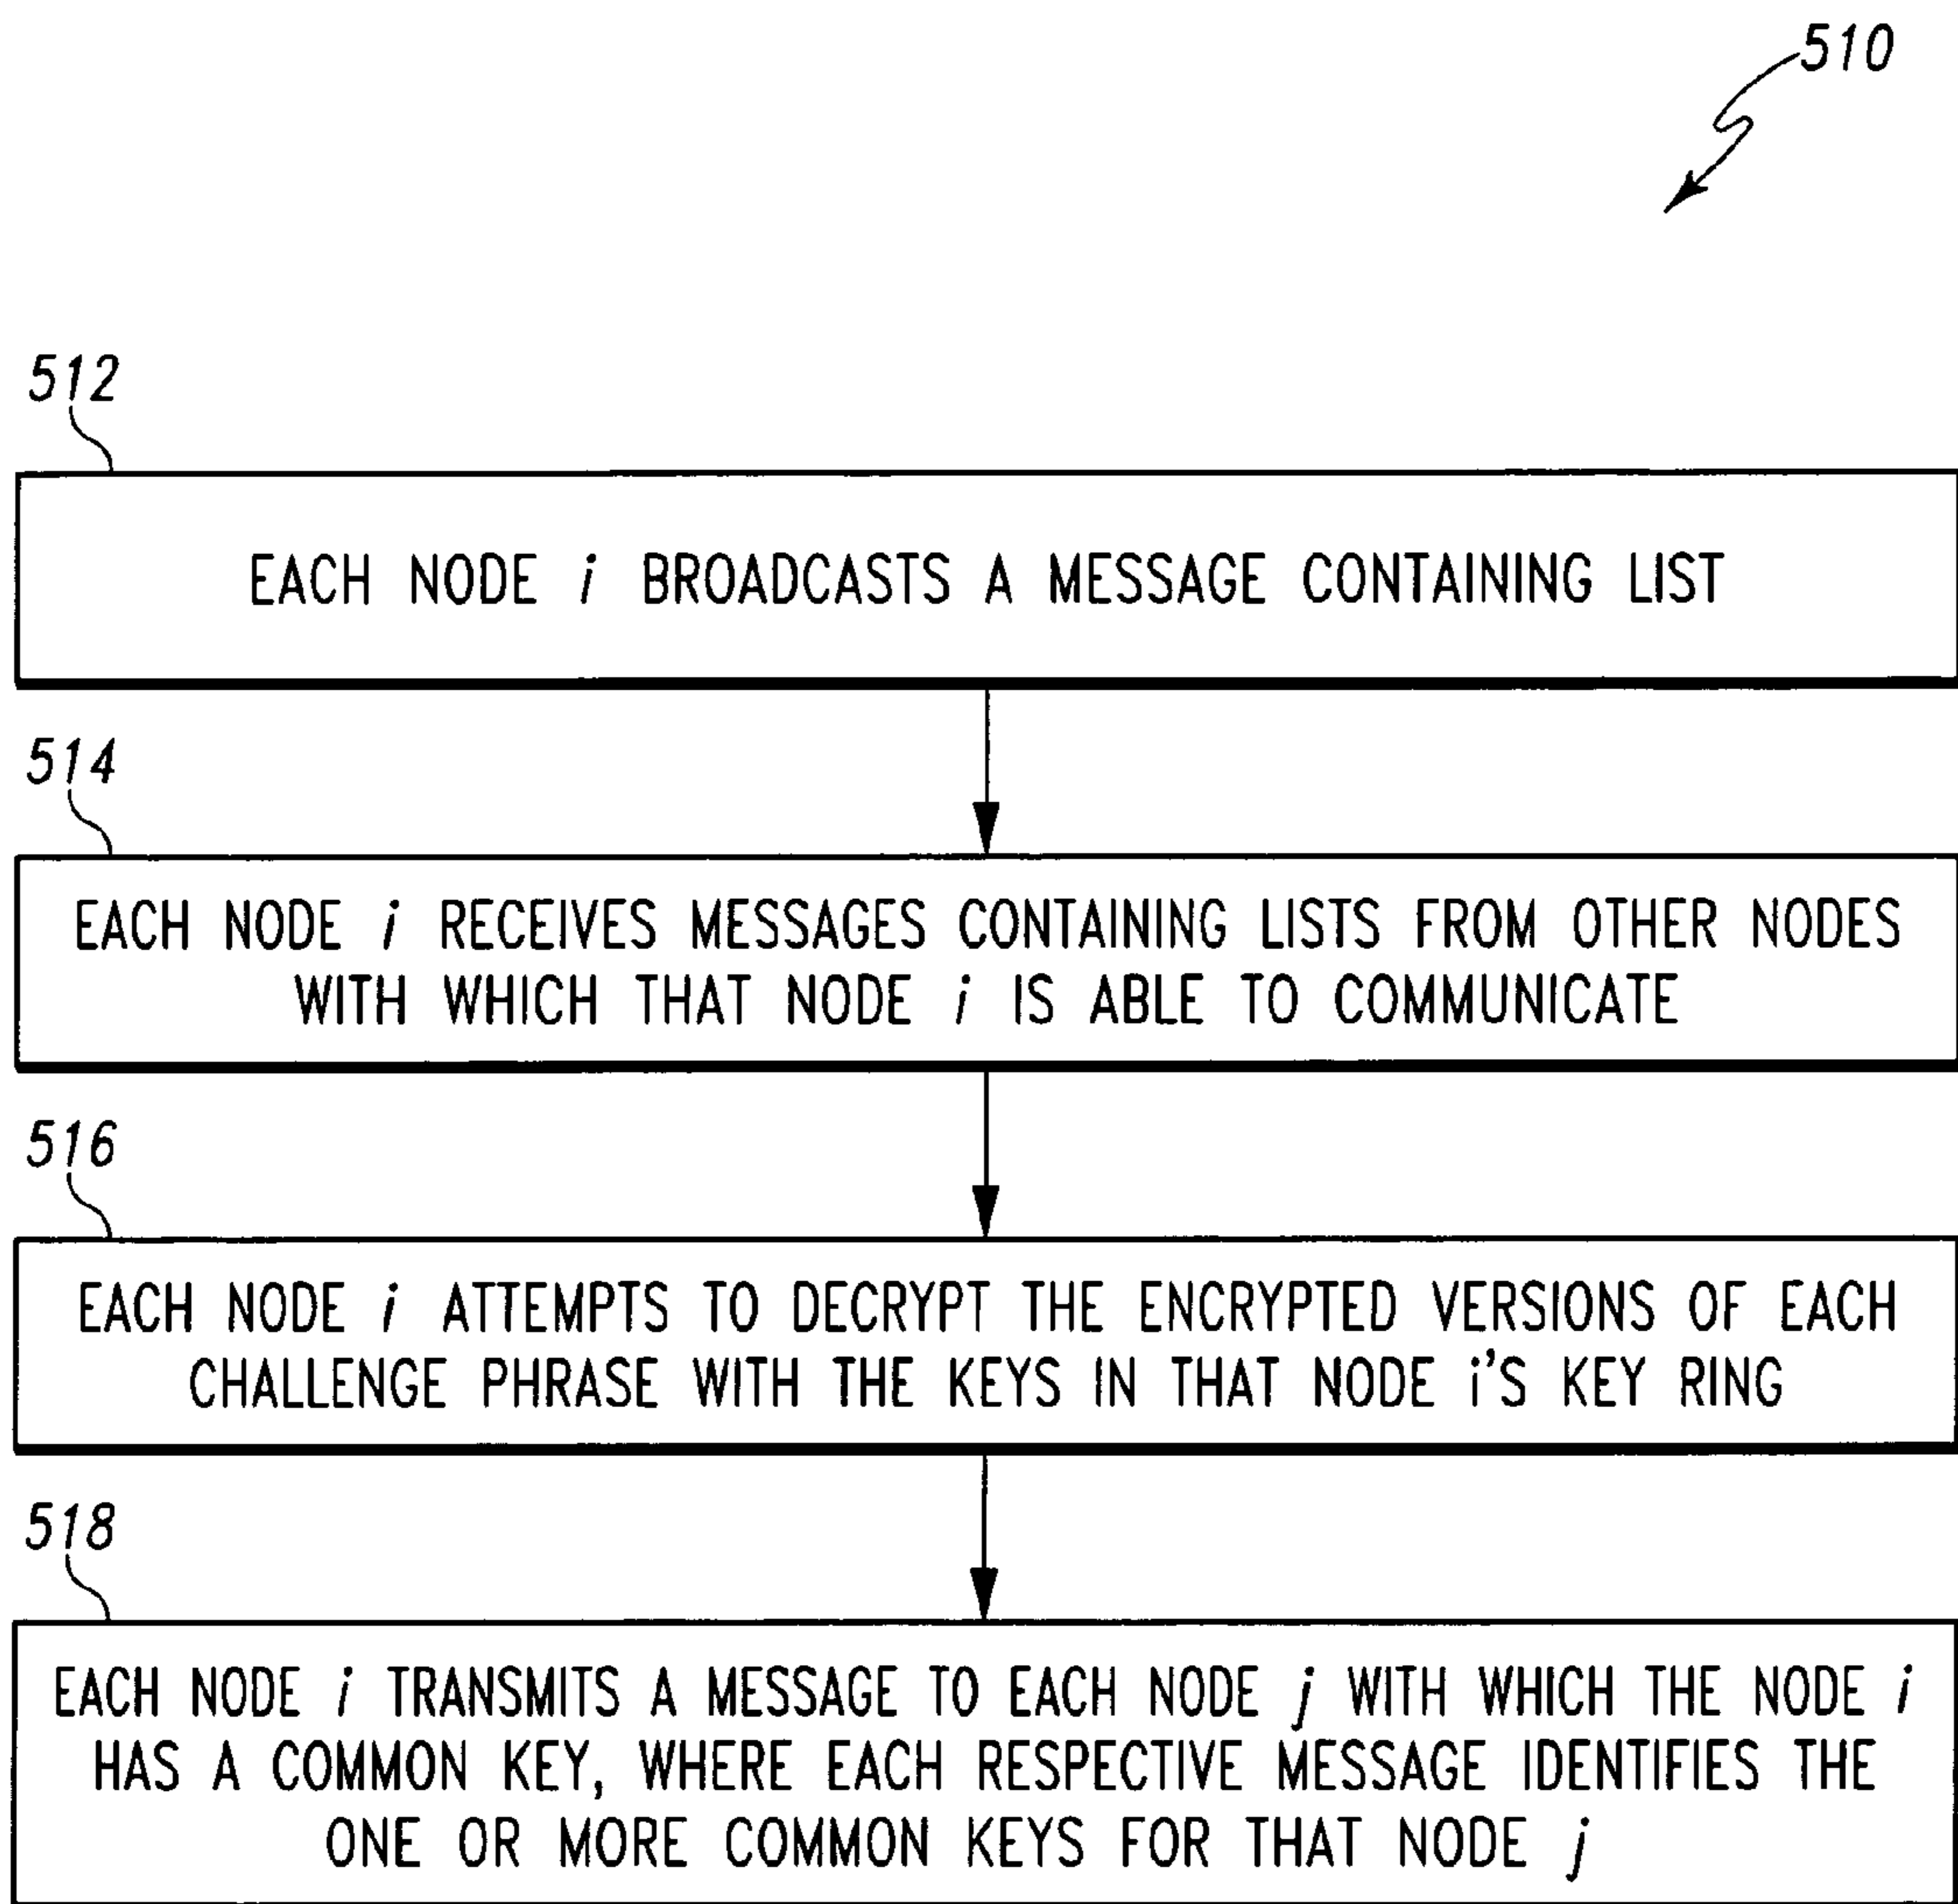 510
512
EACH NODE i BROADCASTS A MESSAGE CONTAINING LIST
514
EACH NODE i RECEIVES MESSAGES CONTAINING LISTS FROM OTHER NODES
WITH WHICH THAT NODE i IS ABLE TO COMMUNICATE
516
EACH NODE i ATTEMPTS TO DECRYPT THE ENCRYPTED VERSIONS OF EACH
CHALLENGE PHRASE WITH THE KEYS IN THAT NODE i'S KEY RING
518
EACH NODE i TRANSMITS A MESSAGE TO EACH NODE j WITH WHICH THE NODE i
HAS A COMMON KEY, WHERE EACH RESPECTIVE MESSAGE IDENTIFIES THE
ONE OR MORE COMMON KEYS FOR THAT NODE j